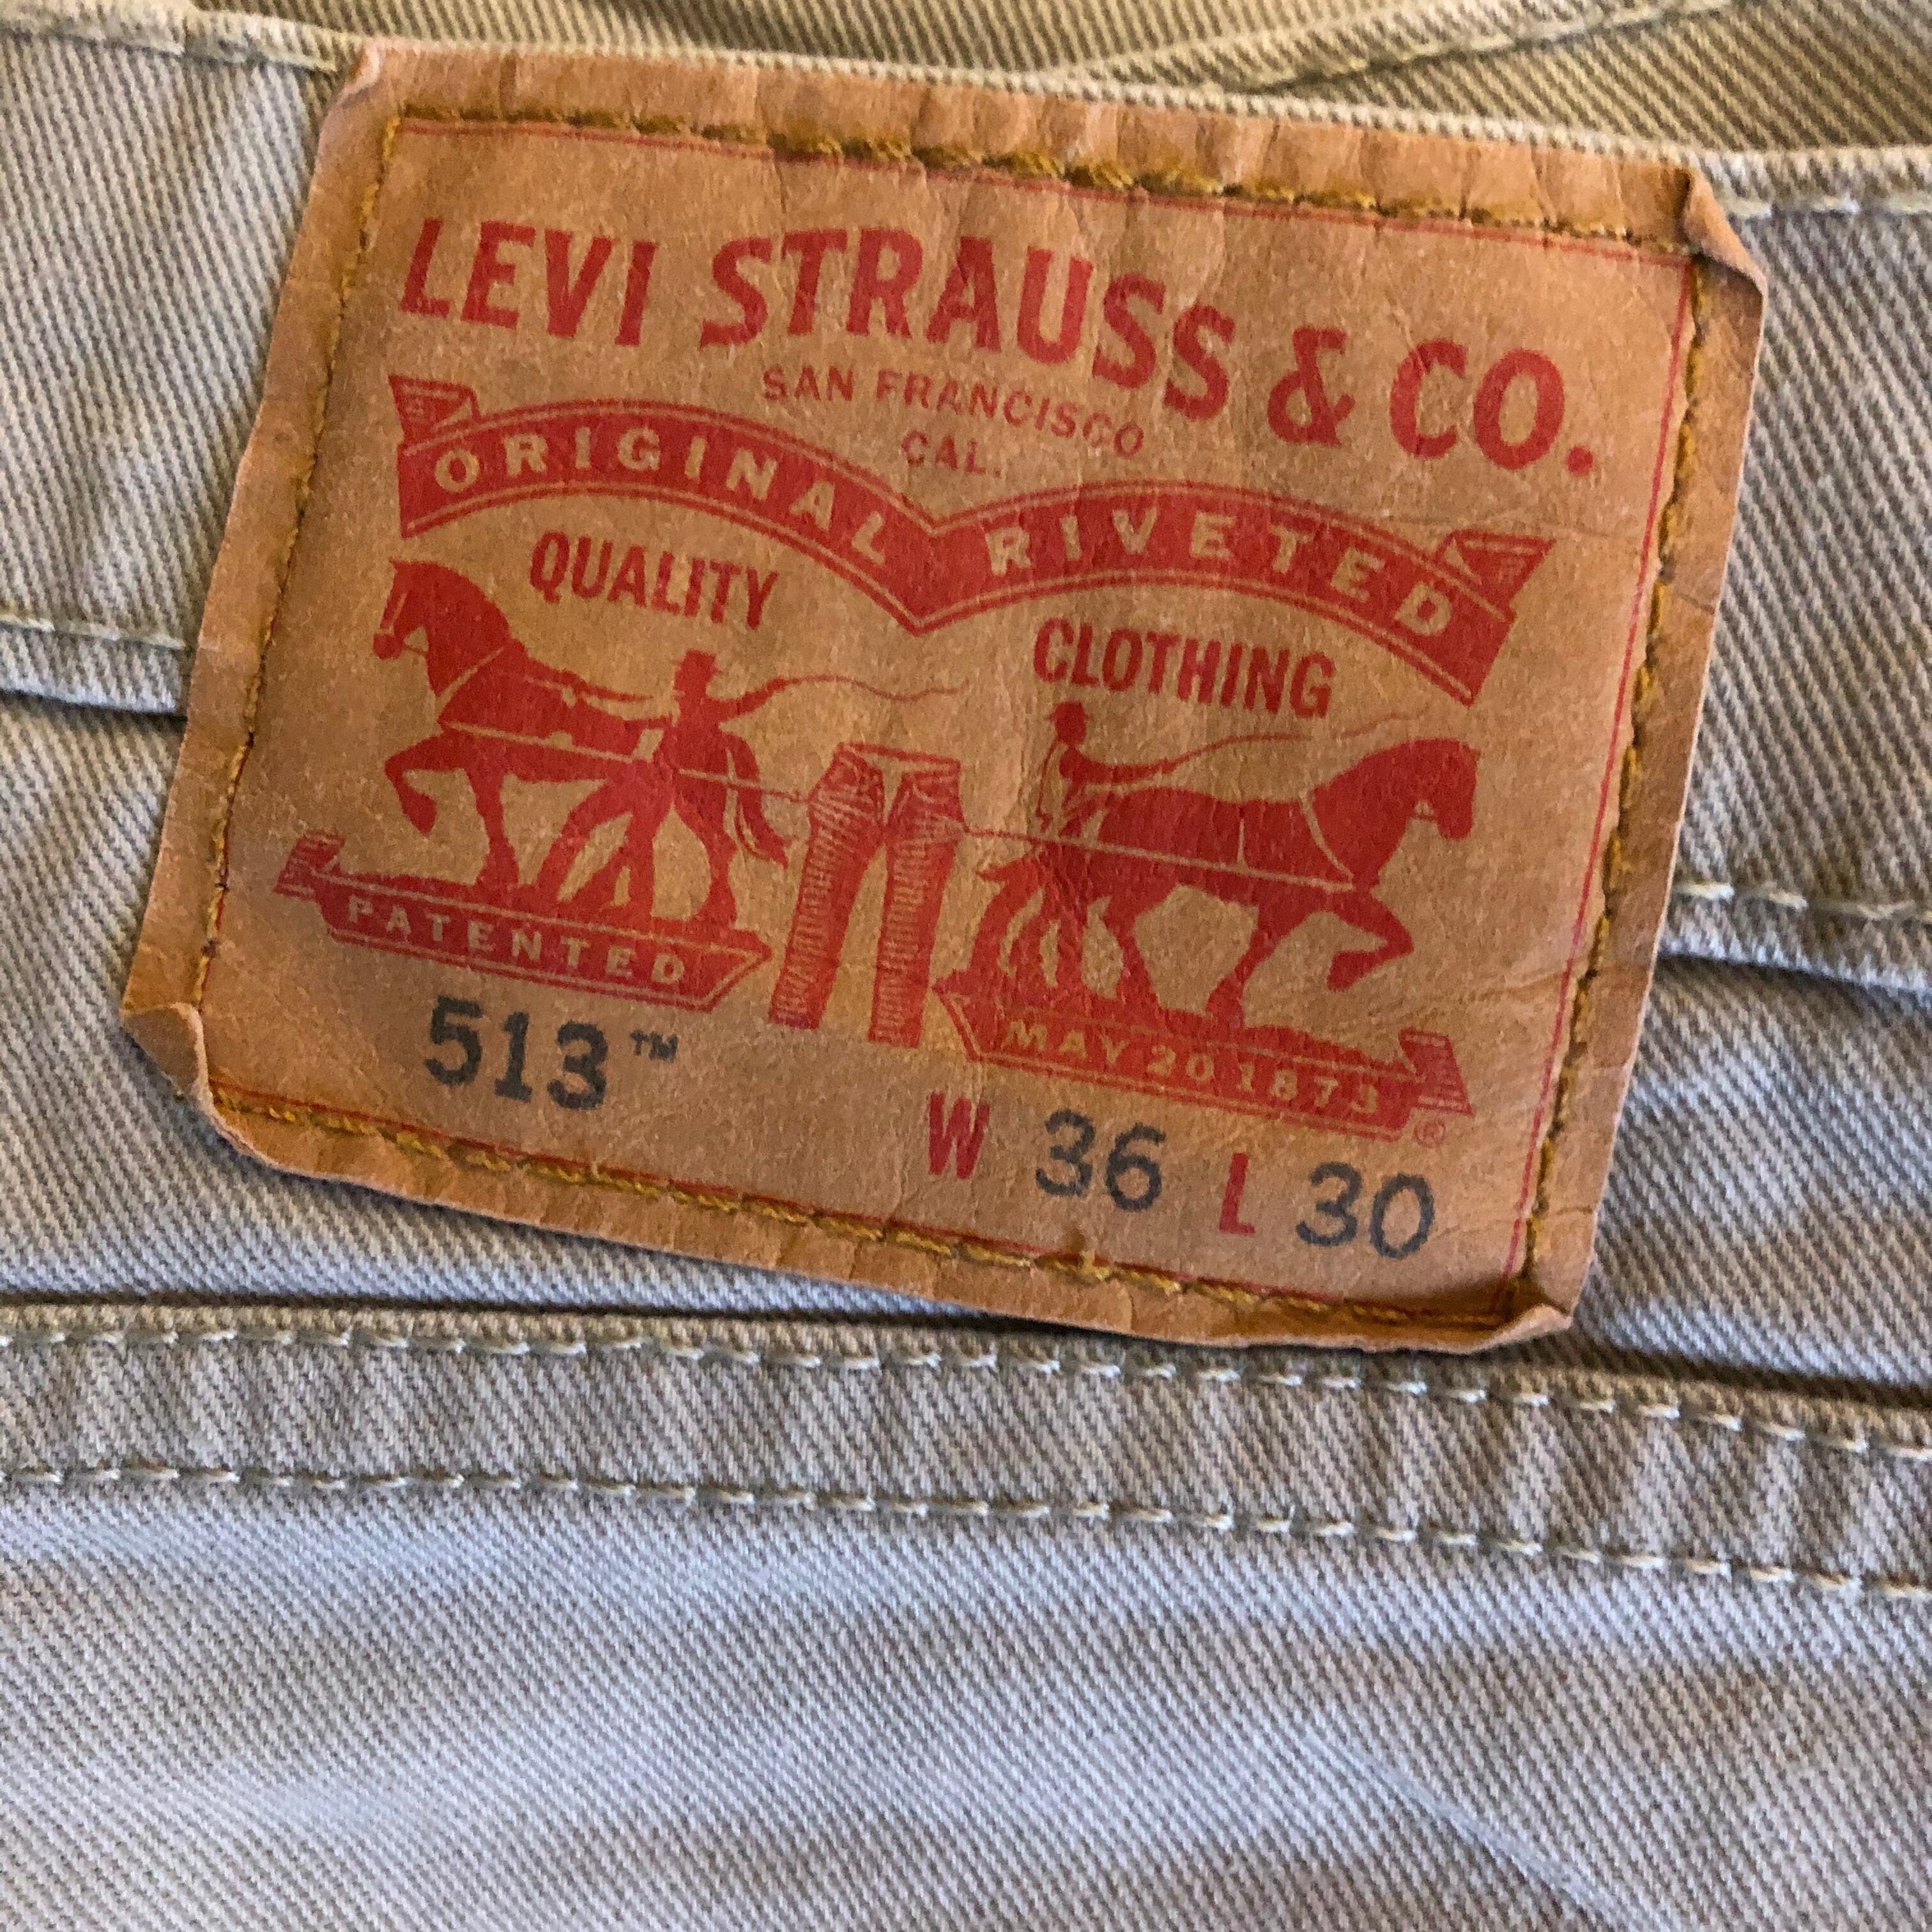 LEVI STRAUSS & CO.
SAN FRANCISCO
CAL.
ORIGINAL RIVETED
QUALITY CLOTHING
PATENTED
MAY 20 1873 ®
513™
W 36 L 30